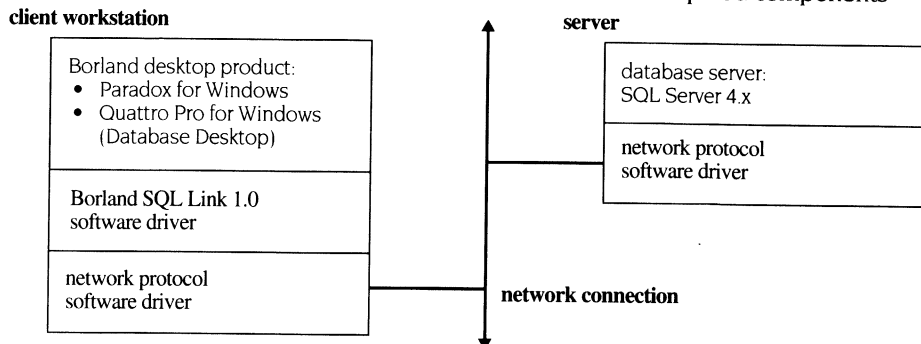 components
client workstation
server
Borland desktop product:
• Paradox for Windows
• Quattro Pro for Windows
(Database Desktop)
Borland SQL Link 1.0
software driver
network protocol
software driver
database server:
SQL Server 4.x
network protocol
software driver
network connection